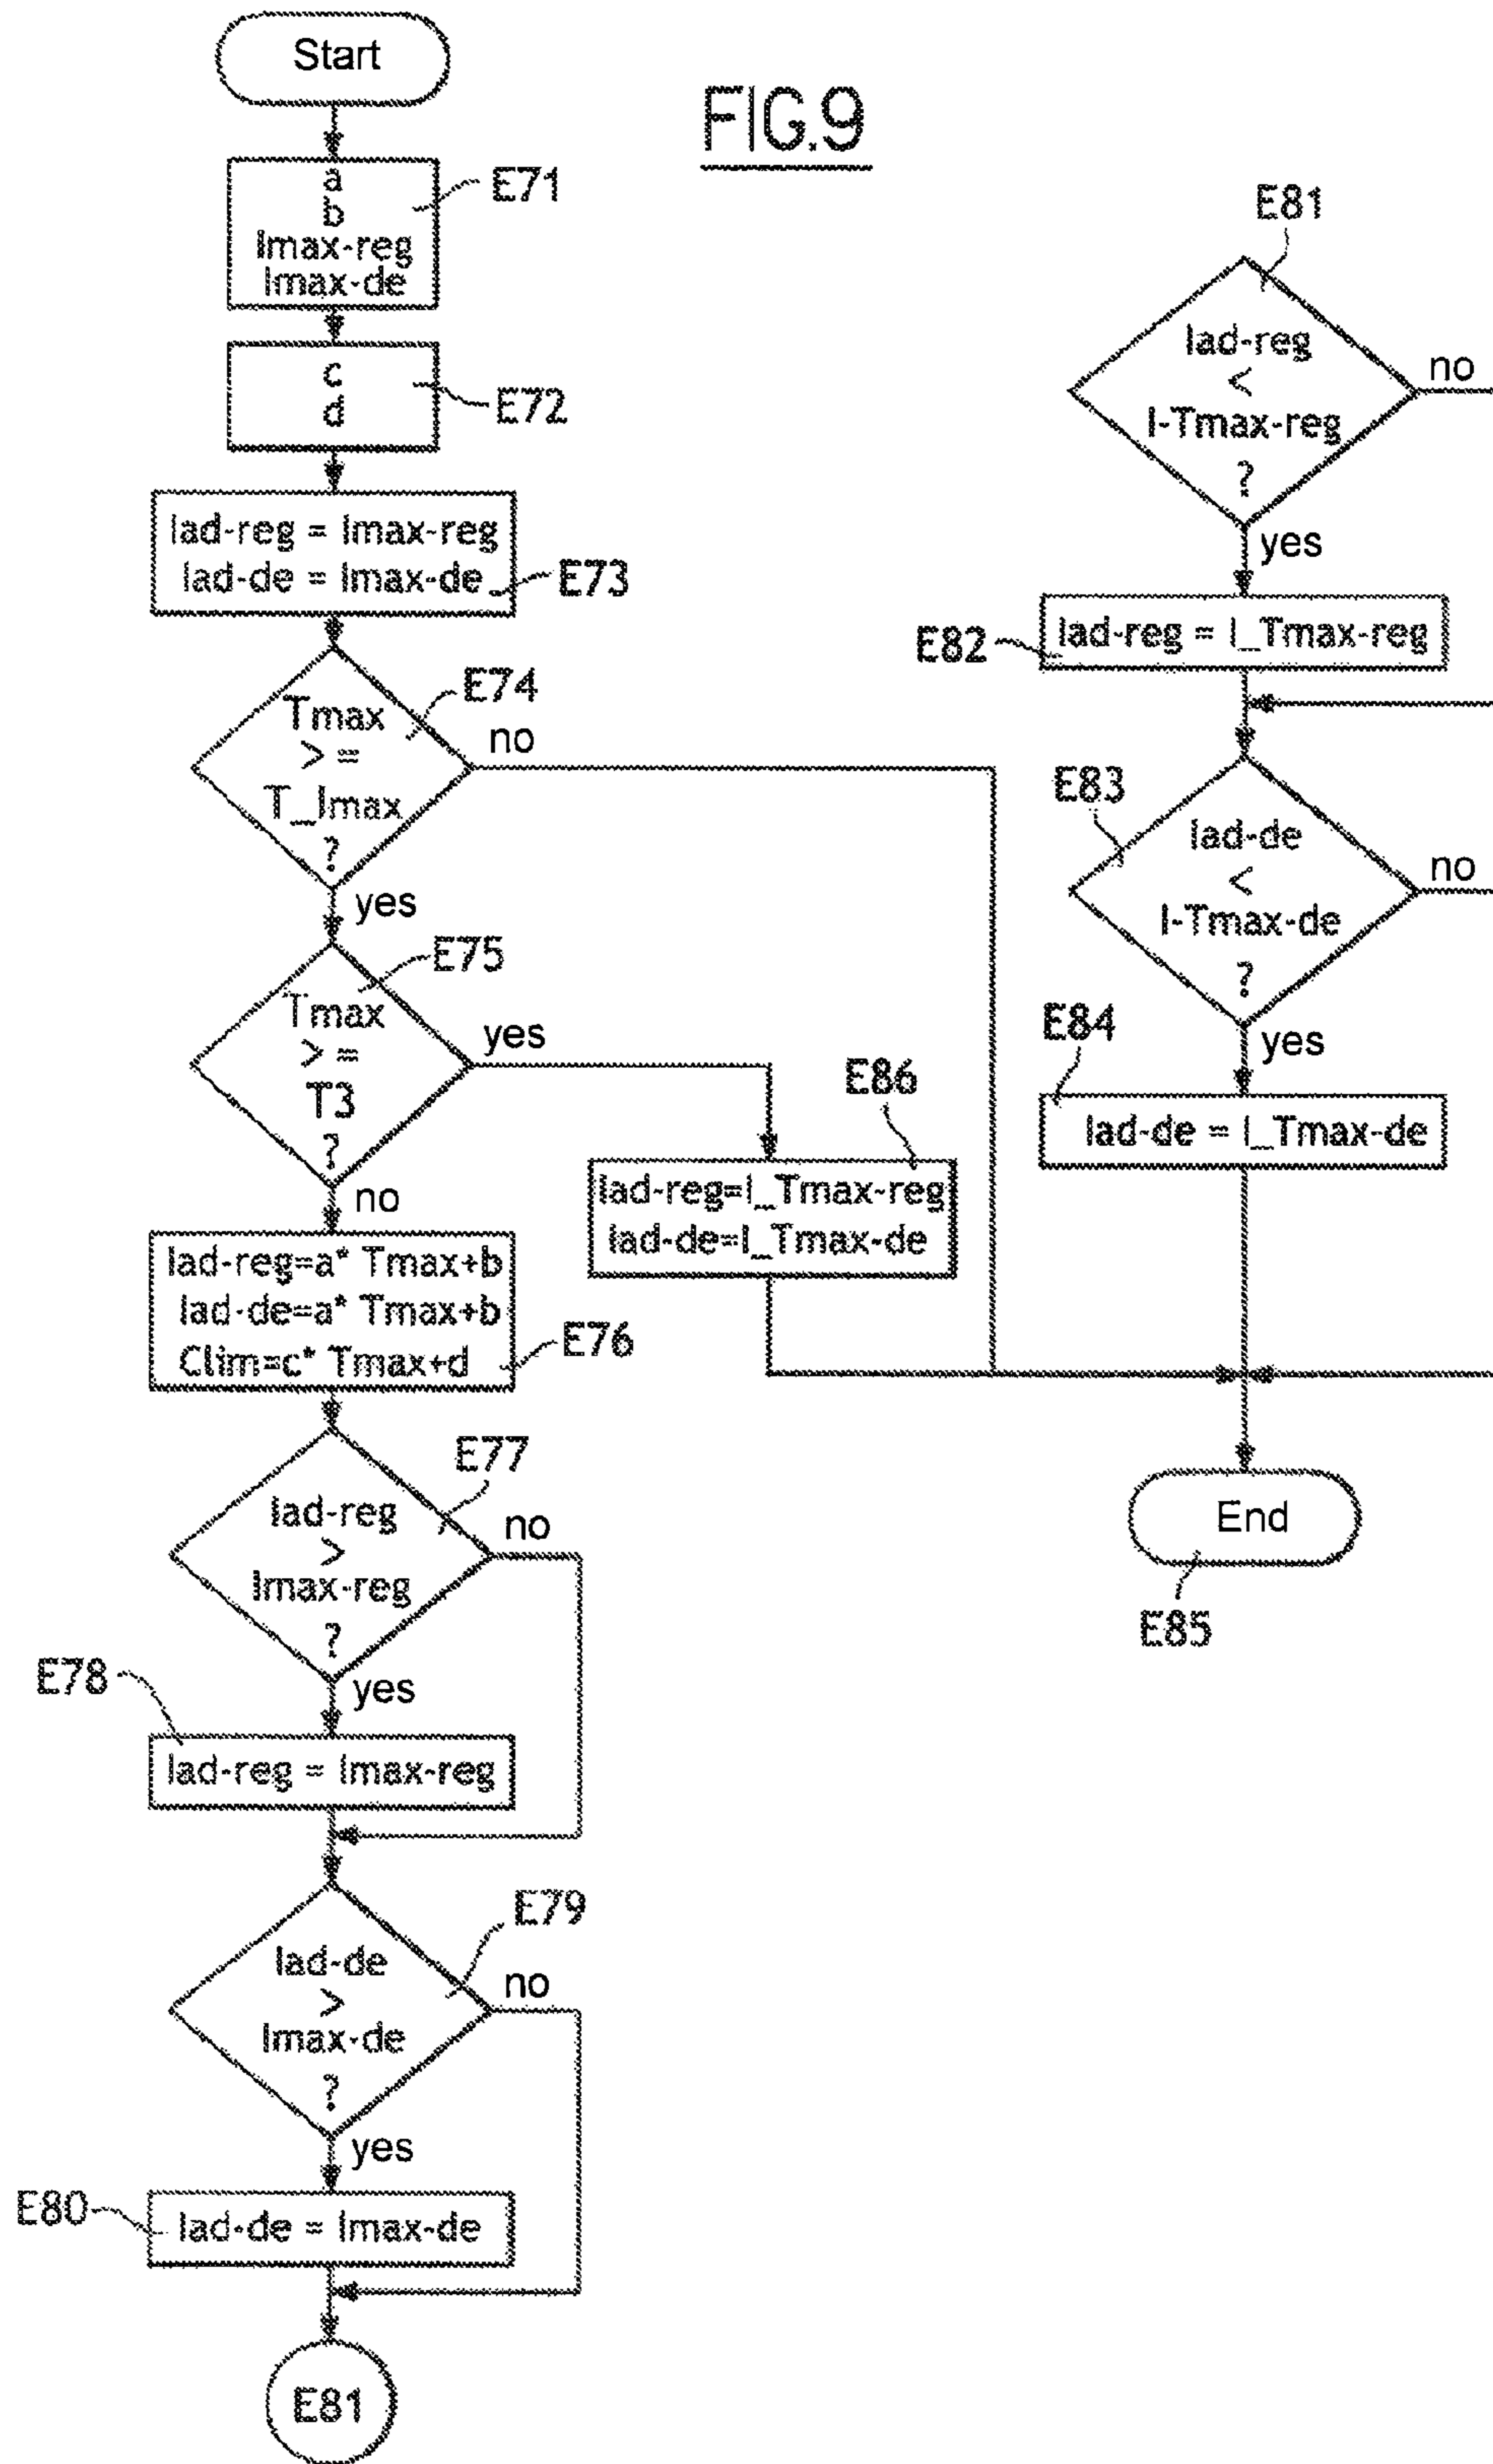 Start
FIG.9
a
b
Imax-reg
Imax-de
E71
c
d
E72
Iad-reg = Imax-reg
Iad-de = Imax-de
E73
Tmax
> =
T_Imax
?
E74
no
yes
Tmax
> =
T3
?
E75
yes
no
E86
Iad-reg=I_Tmax-reg
Iad-de=I_Tmax-de
Iad-reg=a* Tmax+b
Iad-de=a* Tmax+b
Clim=c* Tmax+d
E76
Iad-reg
>
Imax-reg
?
E77
no
yes
E78
Iad-reg = Imax-reg
Iad-de
>
Imax-de
?
E79
no
yes
E80
Iad-de = Imax-de
E81
E81
Iad-reg
<
I-Tmax-reg
?
no
yes
E82
Iad-reg = I_Tmax-reg
E83
Iad-de
<
I-Tmax-de
?
no
yes
E84
Iad-de = I_Tmax-de
End
E85